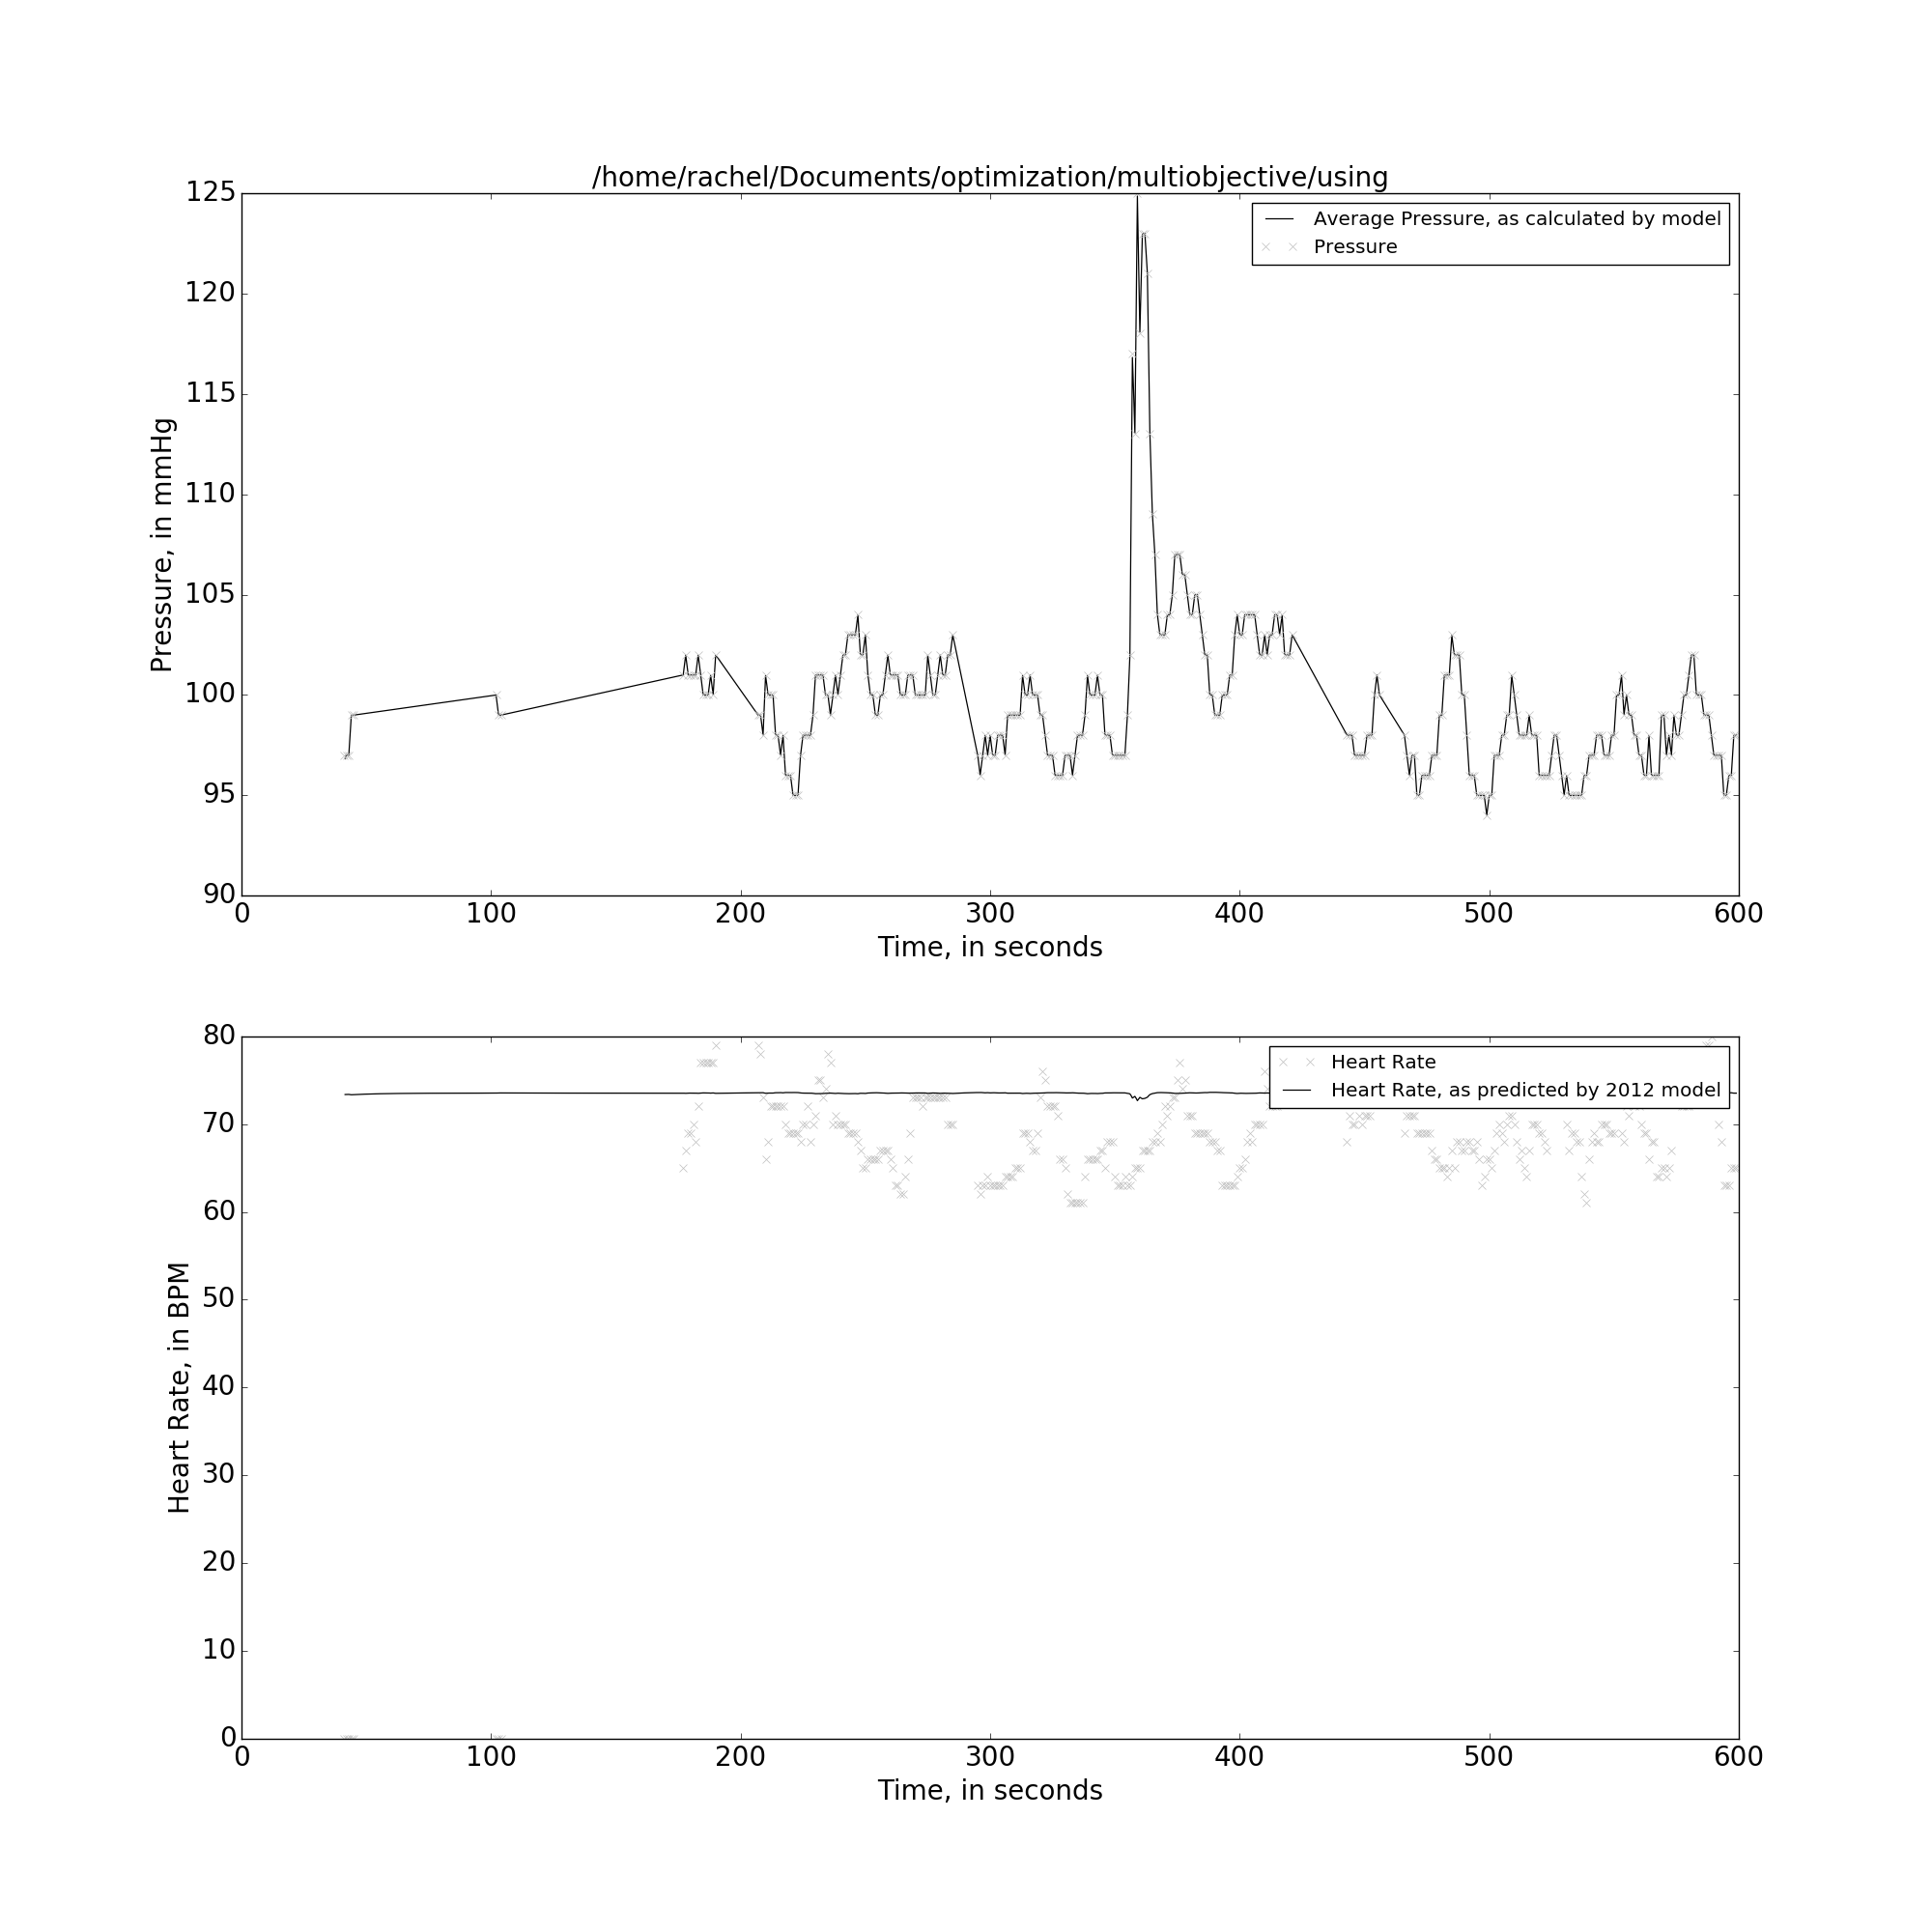 /home/rachel/Documents/optimization/multiobjective/using
125
120
115
110
105
100
95
90
Pressure, in mmHg
Average Pressure, as calculated by model
Pressure
0 100 200 300 400 500 600
Time, in seconds
80
70
60
50
40
30
20
10
0
Heart Rate, in BPM
Heart Rate
Heart Rate, as predicted by 2012 model
0 100 200 300 400 500 600
Time, in seconds